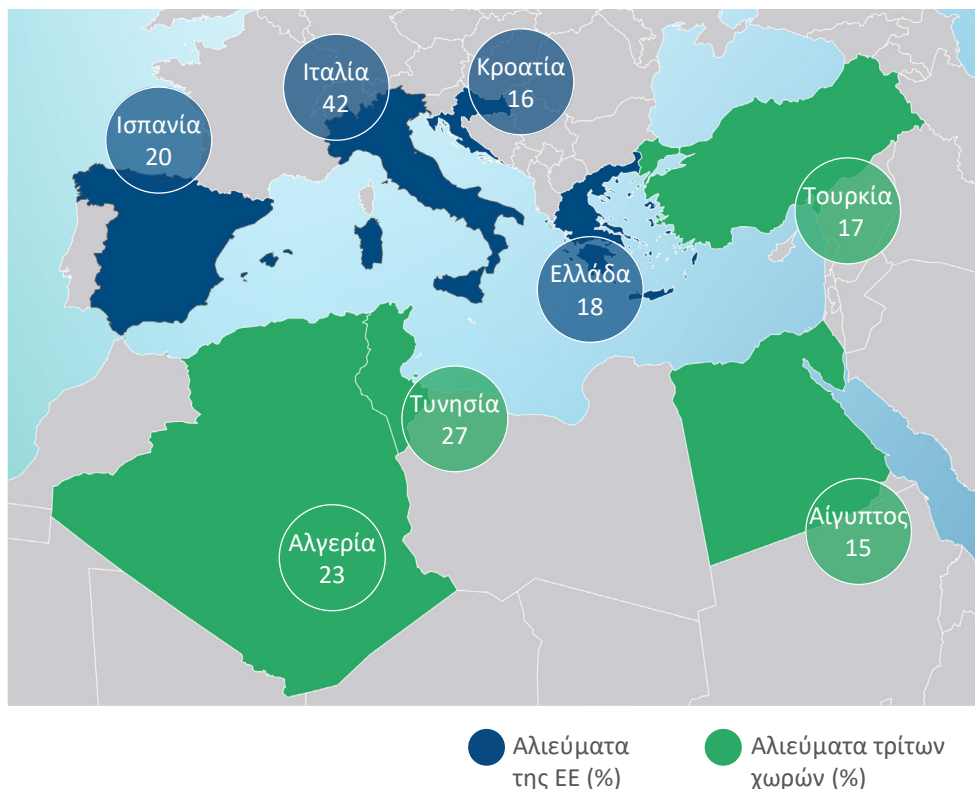 Ιταλία
42
Κροατία
16
Ισπανία
20
Τουρκία
17
Ελλάδα
18
Τυνησία
27
Αλγερία
23
Αίγυπτος
15
Αλιεύματα
της ΕΕ (%)
Αλιεύματα τρίτων
χωρών (%)